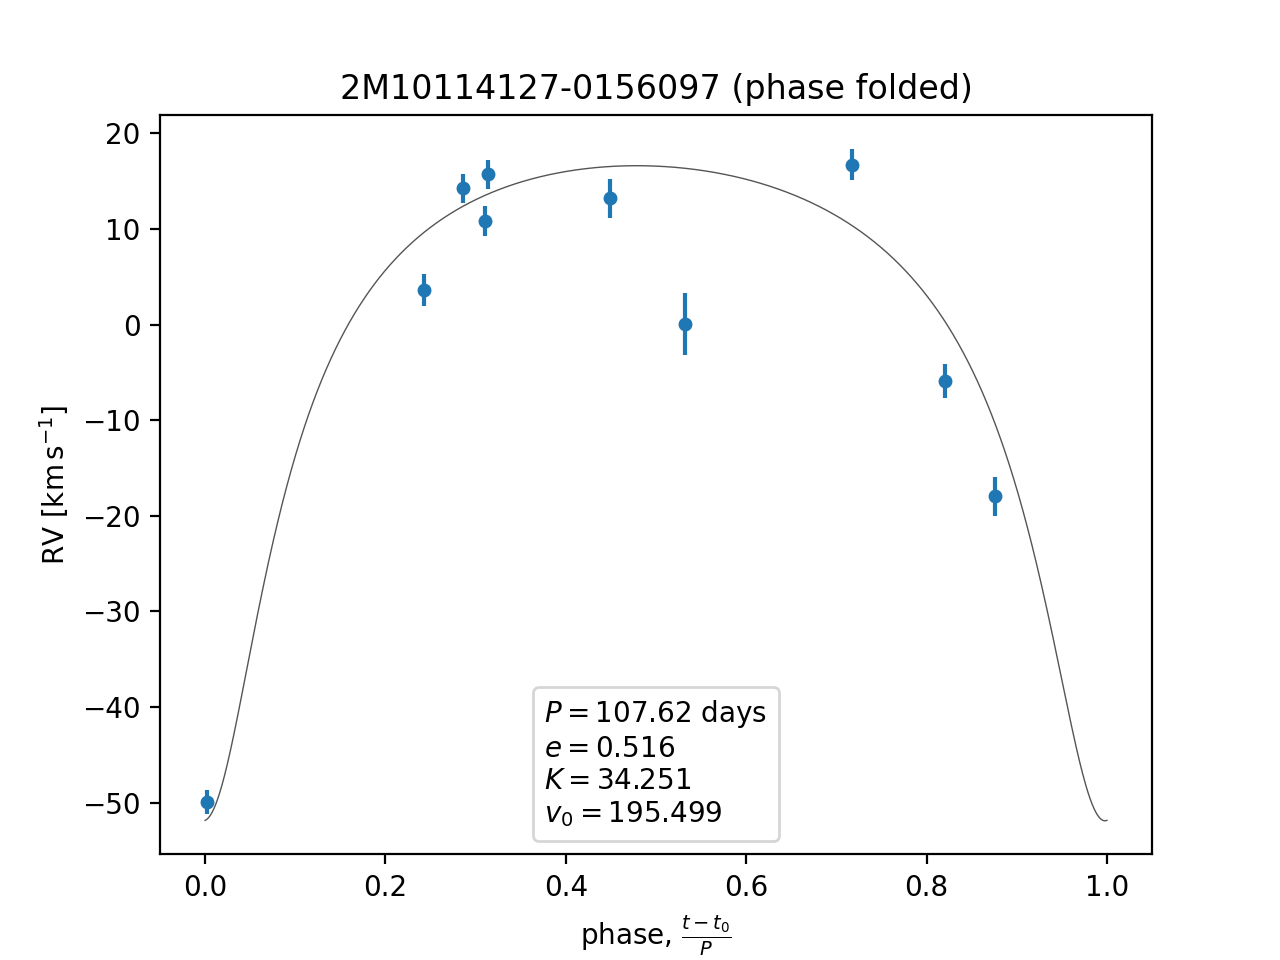 2M10114127-0156097 (phase folded)
20
10
0
−10
−20
−30
−40
−50
RV [km s⁻¹]
P = 107.62 days
e = 0.516
K = 34.251
v₀ = 195.499
0.0 0.2 0.4 0.6 0.8 1.0
phase, (t − t₀)/P